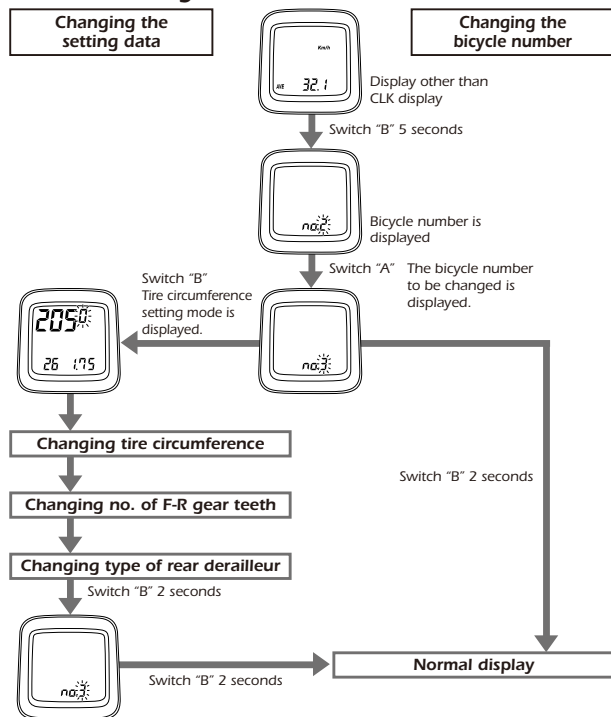 Changing the
setting data
Changing the
bicycle number
Km/h
AVE 32.1
Display other than
CLK display
Switch “B” 5 seconds
no:2
Bicycle number is
displayed
Switch “A”
The bicycle number
to be changed is
displayed.
Switch “B”
Tire circumference
setting mode is
displayed.
2050
26 1.75
no:3
Changing tire circumference
Changing no. of F-R gear teeth
Switch “B” 2 seconds
Changing type of rear derailleur
Switch “B” 2 seconds
no:3
Switch “B” 2 seconds
Normal display